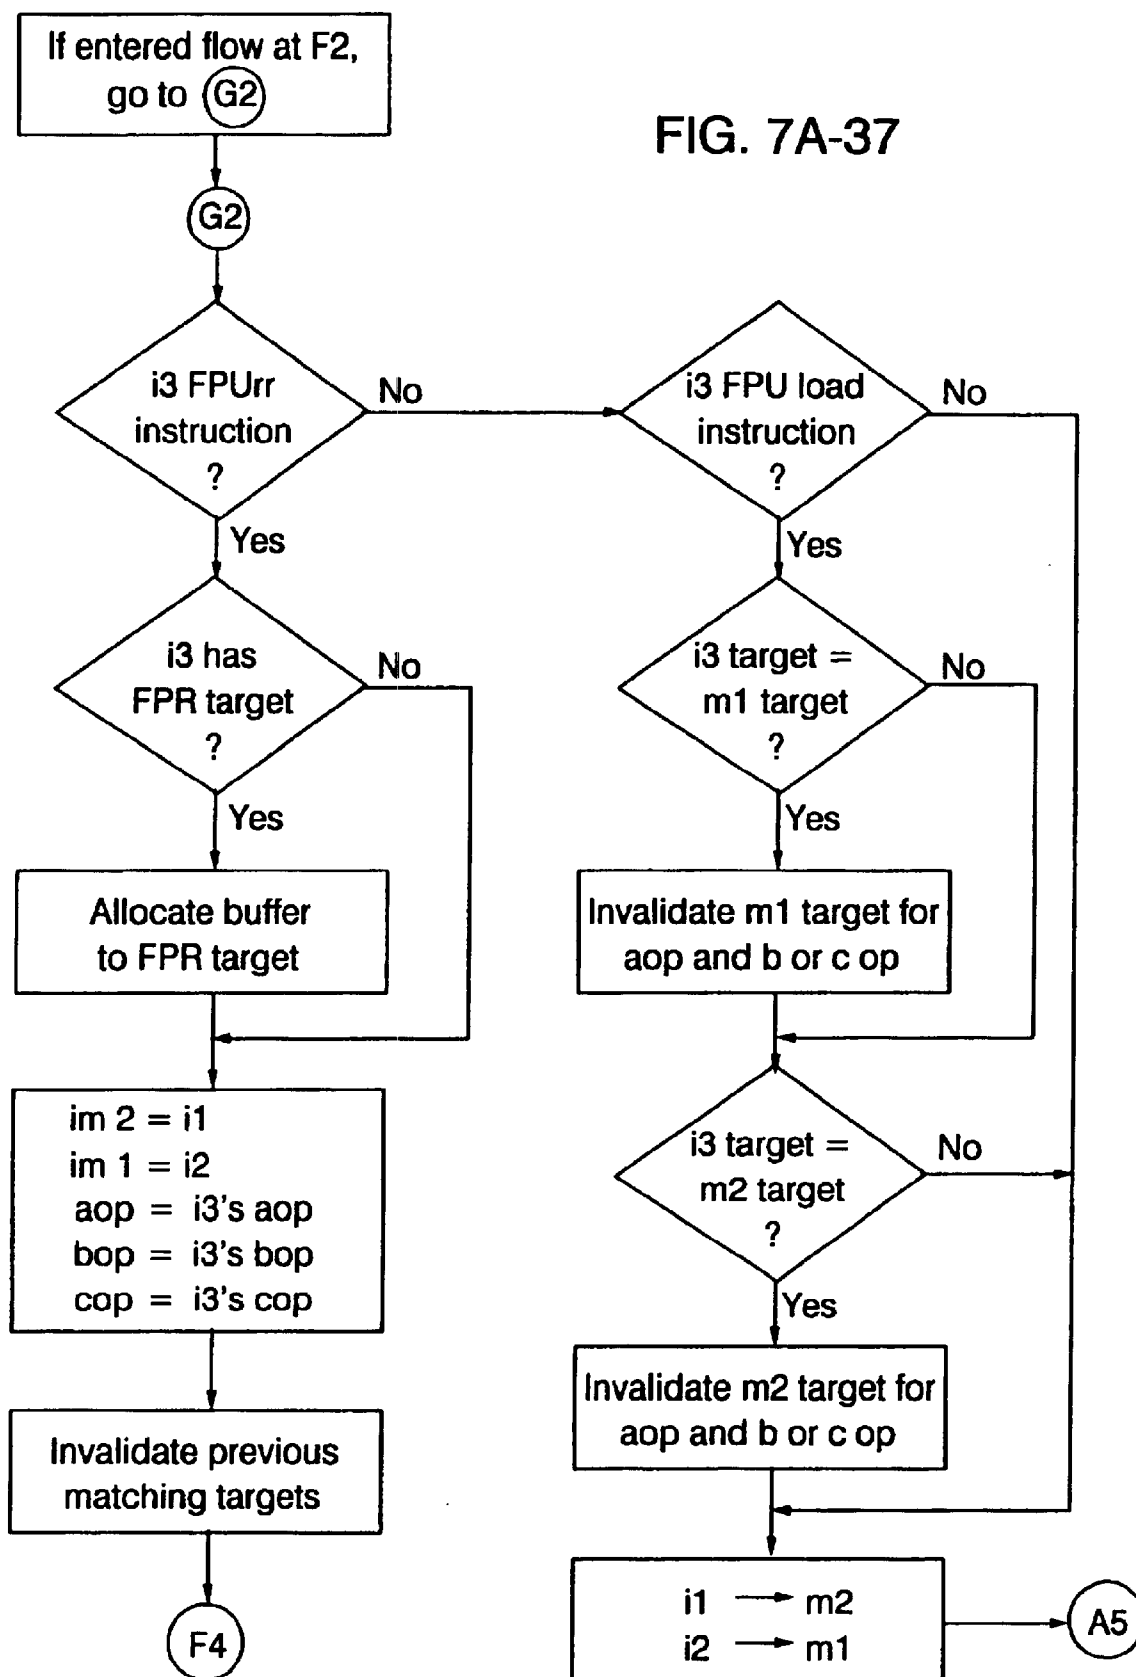 If entered flow at F2,
go to G2
FIG. 7A-37
G2
i3 FPUrr
instruction
?
No
Yes
i3 has
FPR target
?
No
Yes
Allocate buffer
to FPR target
im 2 = i1
im 1 = i2
aop = i3's aop
bop = i3's bop
cop = i3's cop
Invalidate previous
matching targets
F4
i3 FPU load
instruction
?
No
Yes
i3 target =
m1 target
?
No
Yes
Invalidate m1 target for
aop and b or c op
i3 target =
m2 target
?
No
Yes
Invalidate m2 target for
aop and b or c op
i1 → m2
i2 → m1
A5